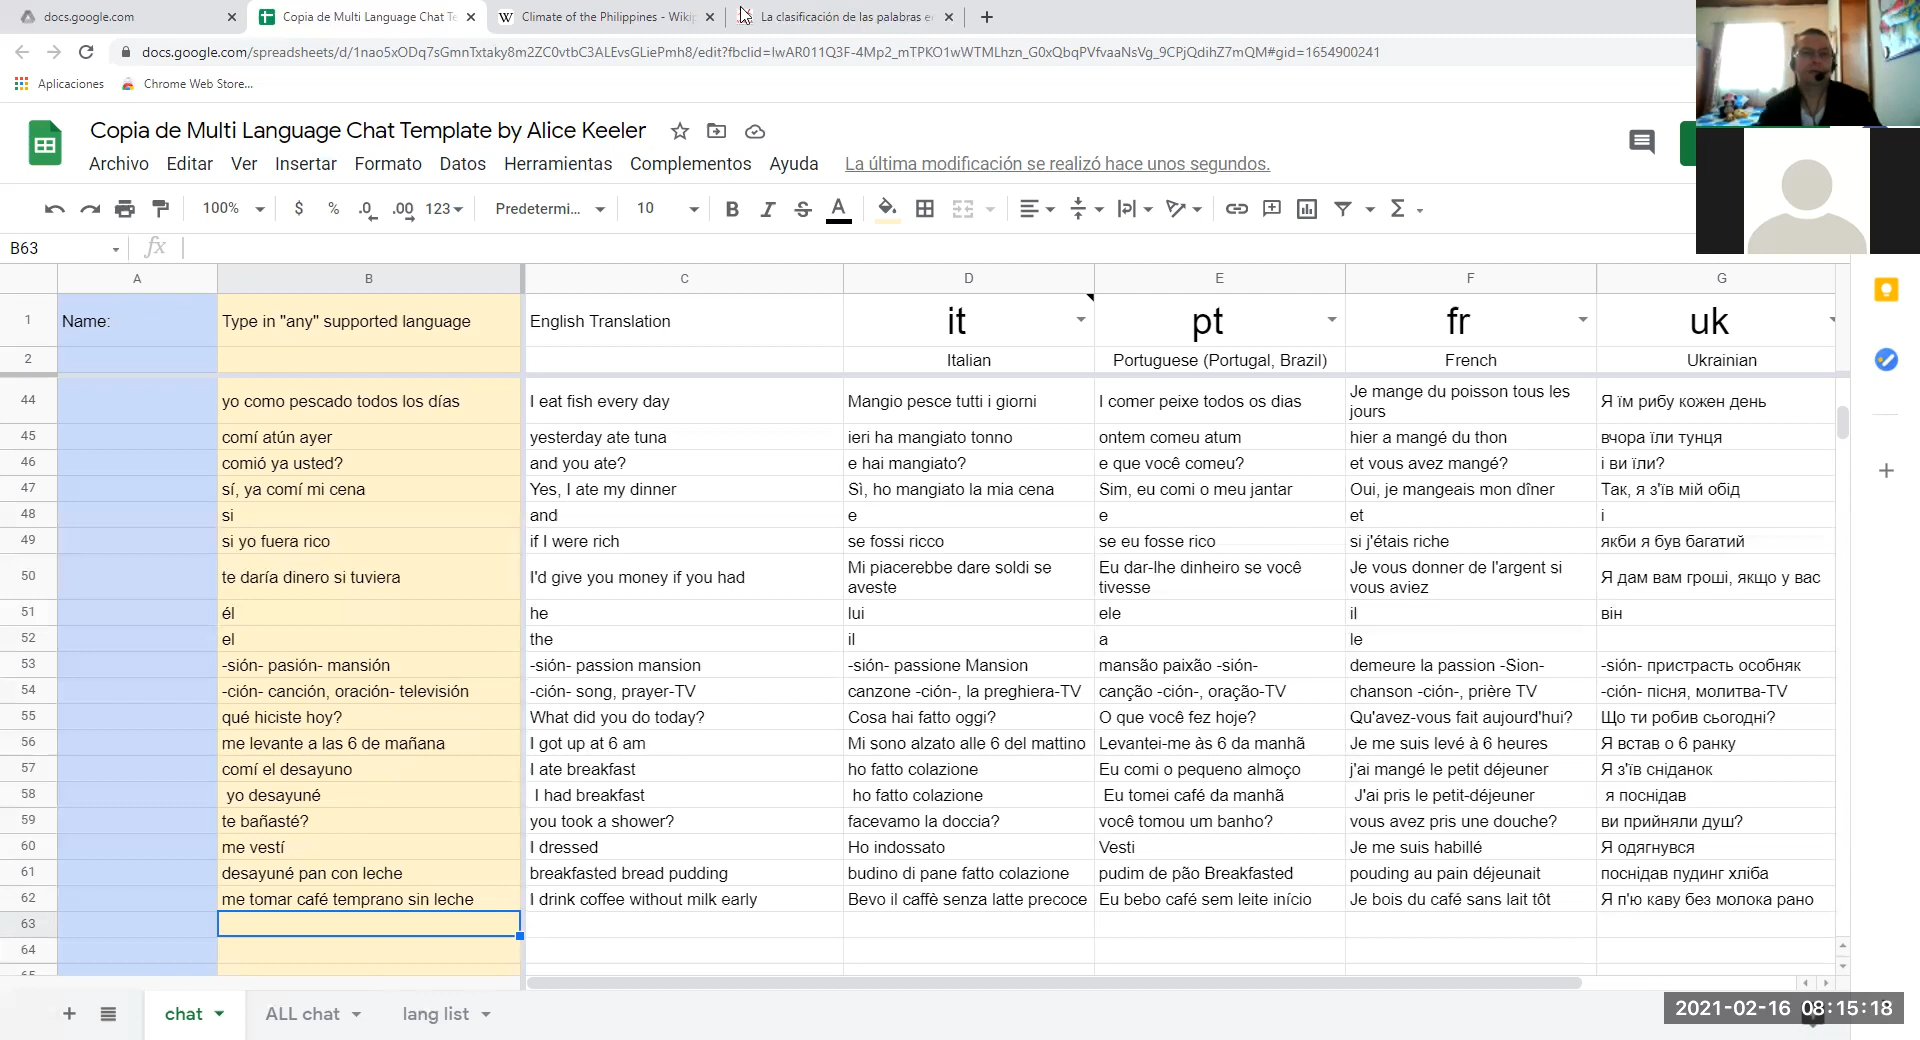 docs.google.com
Copia de Multi Language Chat Te
Climate of the Philippines - Wiki
La clasificación de las palabras e
docs.google.com/spreadsheets/d/1nao5xODq7sGmnTxtaky8m2ZC0vtbC3ALEvsGLiePmh8/edit?fbclid=IwAR011Q3F-4Mp2_mTPKO1wWTMLhzn_G0xQbqPVfvaaNsVg_9CPjQdihZ7mQM#gid=1654900241
Aplicaciones Chrome Web Store...
Copia de Multi Language Chat Template by Alice Keeler
Archivo Editar Ver Insertar Formato Datos Herramientas Complementos Ayuda La última modificación se realizó hace unos segundos.
100% $ % .0 .00 123 Predetermi... 10 B I S A Σ
B63 fx
A B C D E F G
1 Name: Type in "any" supported language English Translation it pt fr uk
2 Italian Portuguese (Portugal, Brazil) French Ukrainian
44 yo como pescado todos los días I eat fish every day Mangio pesce tutti i giorni I comer peixe todos os dias Je mange du poisson tous les jours Я їм рибу кожен день
45 comí atún ayer yesterday ate tuna ieri ha mangiato tonno ontem comeu atum hier a mangé du thon вчора їли тунця
46 comió ya usted? and you ate? e hai mangiato? e que você comeu? et vous avez mangé? і ви їли?
47 sí, ya comí mi cena Yes, I ate my dinner Sì, ho mangiato la mia cena Sim, eu comi o meu jantar Oui, je mangeais mon dîner Так, я з'їв мій обід
48 si and e e et і
49 si yo fuera rico if I were rich se fossi ricco se eu fosse rico si j'étais riche якби я був багатий
50 te daría dinero si tuviera I'd give you money if you had Mi piacerebbe dare soldi se aveste Eu dar-lhe dinheiro se você tivesse Je vous donner de l'argent si vous aviez Я дам вам гроші, якщо у вас
51 él he lui ele il він
52 el the il a le
53 -sión- pasión- mansión -sión- passion mansion -sión- passione Mansion mansão paixão -sión- demeure la passion -Sion- -sión- пристрасть особняк
54 -ción- canción, oración- televisión -ción- song, prayer-TV canzone -ción-, la preghiera-TV canção -ción-, oração-TV chanson -ción-, prière TV -ción- пісня, молитва-TV
55 qué hiciste hoy? What did you do today? Cosa hai fatto oggi? O que você fez hoje? Qu'avez-vous fait aujourd'hui? Що ти робив сьогодні?
56 me levante a las 6 de mañana I got up at 6 am Mi sono alzato alle 6 del mattino Levantei-me às 6 da manhã Je me suis levé à 6 heures Я встав о 6 ранку
57 comí el desayuno I ate breakfast ho fatto colazione Eu comi o pequeno almoço j'ai mangé le petit déjeuner Я з'їв сніданок
58 yo desayuné I had breakfast ho fatto colazione Eu tomei café da manhã J'ai pris le petit-déjeuner я поснідав
59 te bañasté? you took a shower? facevamo la doccia? você tomou um banho? vous avez pris une douche? ви прийняли душ?
60 me vestí I dressed Ho indossato Vesti Je me suis habillé Я одягнувся
61 desayuné pan con leche breakfasted bread pudding budino di pane fatto colazione pudim de pão Breakfasted pouding au pain déjeunait поснідав пудинг хліба
62 me tomar café temprano sin leche I drink coffee without milk early Bevo il caffè senza latte precoce Eu bebo café sem leite início Je bois du café sans lait tôt Я п'ю каву без молока рано
63
64
65
chat ALL chat lang list
2021-02-16 08:15:18